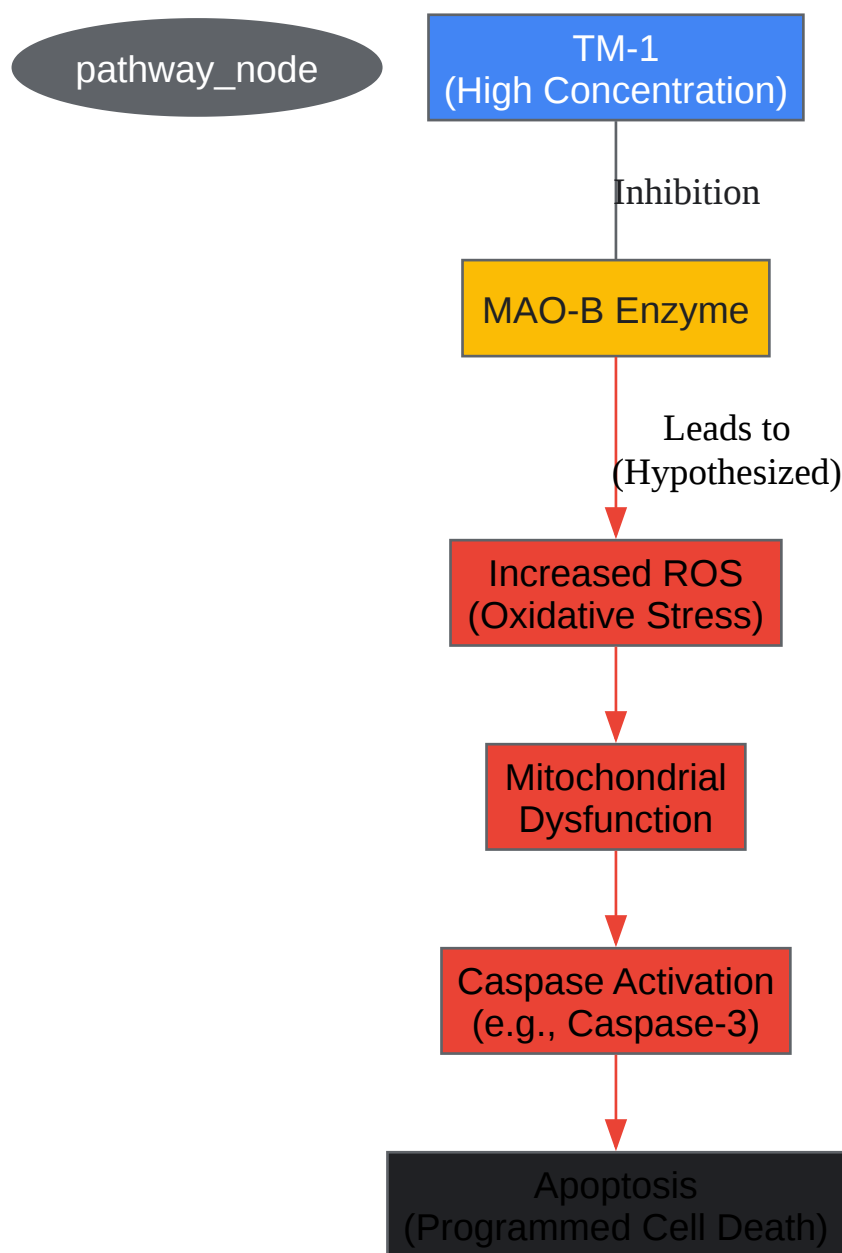 pathway_node
TM-1
(High Concentration)
Inhibition
MAO-B Enzyme
Leads to
(Hypothesized)
Increased ROS
(Oxidative Stress)
Mitochondrial
Dysfunction
Caspase Activation
(e.g., Caspase-3)
Apoptosis
(Programmed Cell Death)